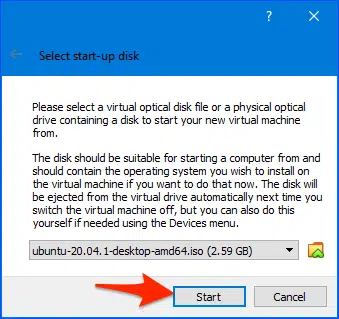 ?
Select start-up disk
Please select a virtual optical disk file or a physical optical
drive containing a disk to start your new virtual machine
from.
The disk should be suitable for starting a computer from and
should contain the operating system you wish to install on
the virtual machine if you want to do that now. The disk will
be ejected from the virtual drive automatically next time you
switch the virtual machine off, but you can also do this
yourself if needed using the Devices menu.
ubuntu-20.04.1-desktop-amd64.iso (2.59 GB)
Start Cancel